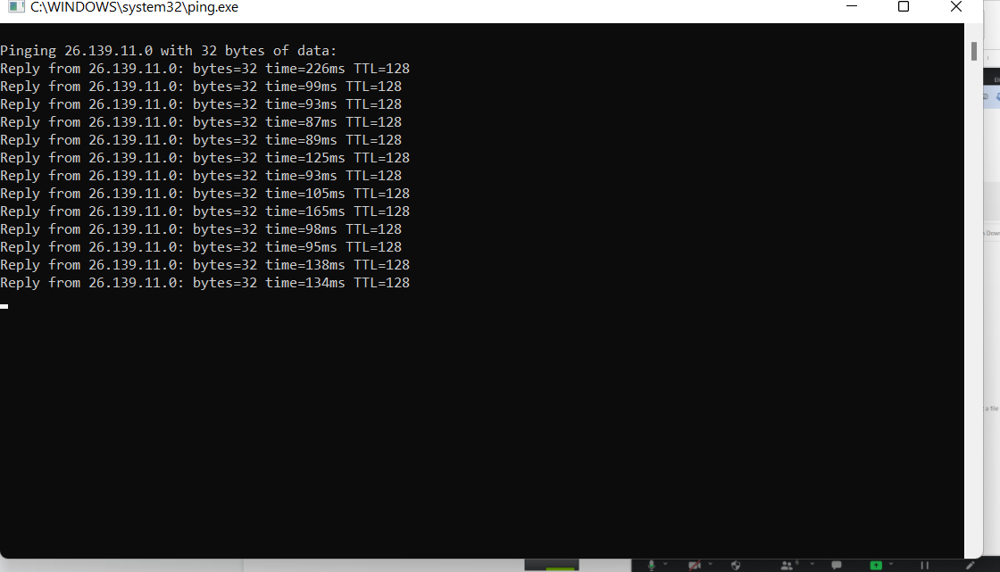 C:\WINDOWS\system32\ping.exe
Pinging 26.139.11.0 with 32 bytes of data:
Reply from 26.139.11.0: bytes=32 time=226ms TTL=128
Reply from 26.139.11.0: bytes=32 time=99ms TTL=128
Reply from 26.139.11.0: bytes=32 time=93ms TTL=128
Reply from 26.139.11.0: bytes=32 time=87ms TTL=128
Reply from 26.139.11.0: bytes=32 time=89ms TTL=128
Reply from 26.139.11.0: bytes=32 time=125ms TTL=128
Reply from 26.139.11.0: bytes=32 time=93ms TTL=128
Reply from 26.139.11.0: bytes=32 time=105ms TTL=128
Reply from 26.139.11.0: bytes=32 time=165ms TTL=128
Reply from 26.139.11.0: bytes=32 time=98ms TTL=128
Reply from 26.139.11.0: bytes=32 time=95ms TTL=128
Reply from 26.139.11.0: bytes=32 time=138ms TTL=128
Reply from 26.139.11.0: bytes=32 time=134ms TTL=128